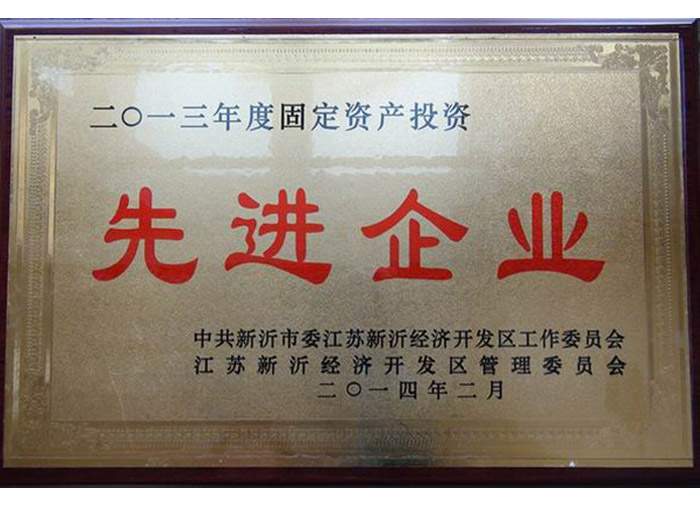 二〇一三年度固定资产投资
先进企业
中共新沂市委江苏新沂经济开发区工作委员会
江苏新沂经济开发区管理委员会
二〇一四年二月